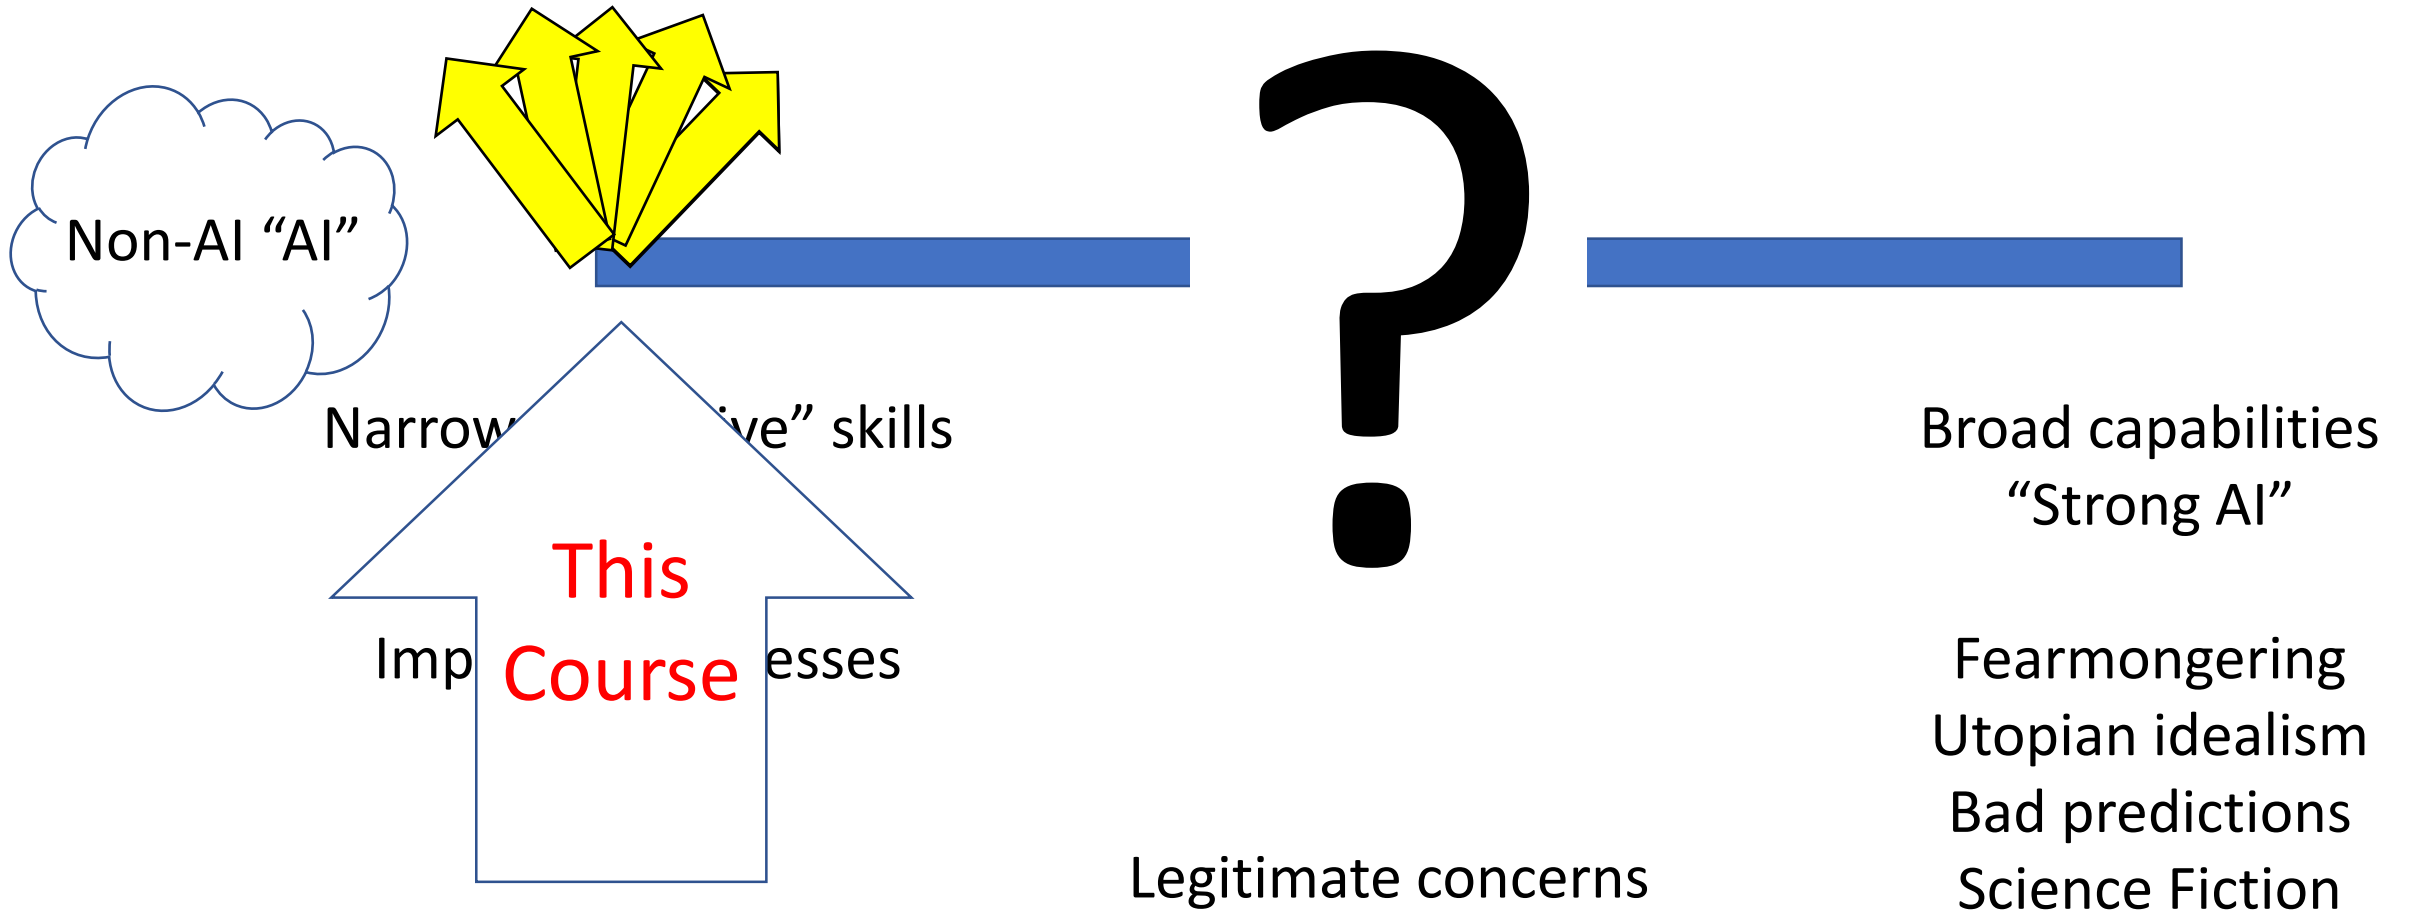 Non-AI “AI”
?
Narrow ive” skills
Broad capabilities
“Strong AI”
This
Course
Imp esses
Fearmongering
Utopian idealism
Bad predictions
Legitimate concerns
Science Fiction